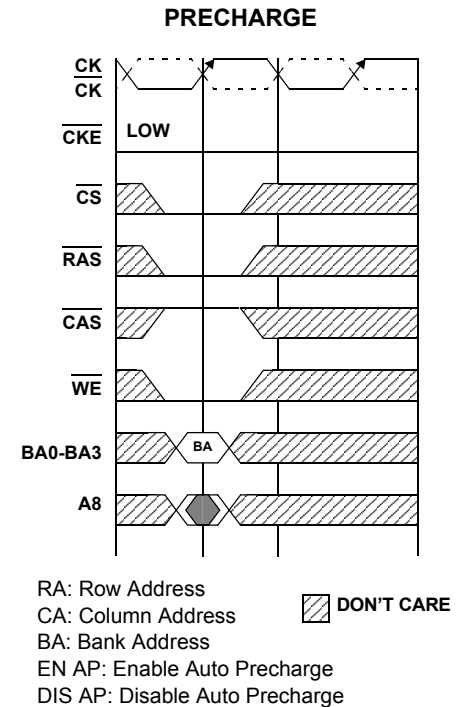 PRECHARGE
CK
CK
CKE
LOW
CS
RAS
CAS
WE
BA0-BA3
BA
A8
RA: Row Address
CA: Column Address
DON'T CARE
BA: Bank Address
EN AP: Enable Auto Precharge
DIS AP: Disable Auto Precharge